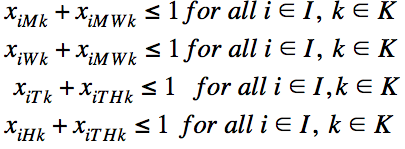 x_{iMk} + x_{iMWk} ≤ 1 for all i ∈ I, k ∈ K
x_{iWk} + x_{iMWk} ≤ 1 for all i ∈ I, k ∈ K
x_{iTk} + x_{iTHk} ≤ 1 for all i ∈ I, k ∈ K
x_{iHk} + x_{iTHk} ≤ 1 for all i ∈ I, k ∈ K